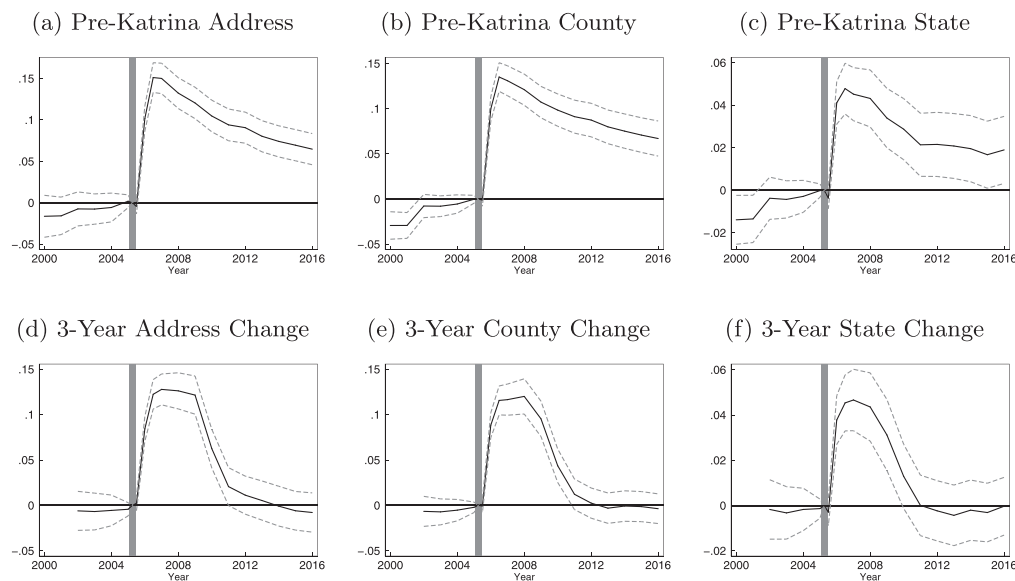 (a) Pre-Katrina Address
(b) Pre-Katrina County
(c) Pre-Katrina State
.15
.1
.05
0
-.05
2000 2004 2008 2012 2016
Year
.15
.1
.05
0
-.05
2000 2004 2008 2012 2016
Year
.06
.04
.02
0
-.02
2000 2004 2008 2012 2016
Year
(d) 3-Year Address Change
(e) 3-Year County Change
(f) 3-Year State Change
.15
.1
.05
0
-.05
2000 2004 2008 2012 2016
Year
.15
.1
.05
0
-.05
2000 2004 2008 2012 2016
Year
.06
.04
.02
0
-.02
2000 2004 2008 2012 2016
Year